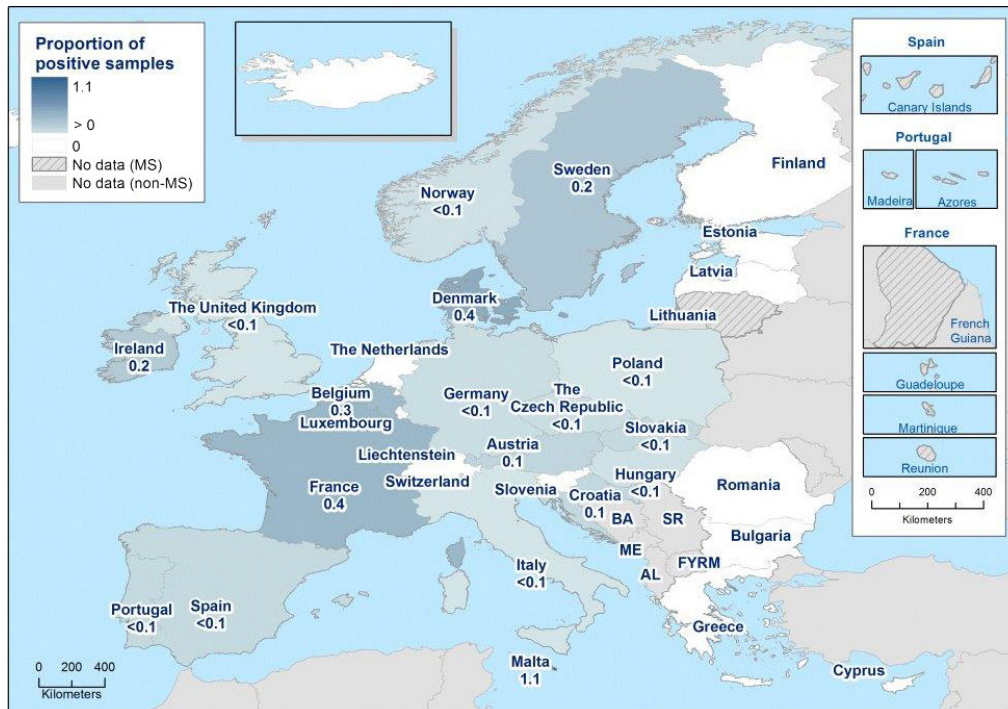 Proportion of
positive samples
1.1
> 0
0
No data (MS)
No data (non-MS)
Spain
Canary Islands
Portugal
Madeira
Azores
France
French
Guiana
Guadeloupe
Martinique
Reunion
0 200 400
Kilometers
Finland
Sweden
0.2
Norway
<0.1
Estonia
Latvia
Lithuania
Denmark
0.4
The United Kingdom
<0.1
Ireland
0.2
The Netherlands
Belgium
0.3
Luxembourg
Germany
<0.1
Poland
<0.1
The
Czech Republic
<0.1
Slovakia
<0.1
Austria
0.1
Liechtenstein
Switzerland
France
0.4
Hungary
<0.1
Slovenia
Croatia
0.1
Romania
BA
SR
Bulgaria
ME
FYRM
AL
Italy
<0.1
Portugal
<0.1
Spain
<0.1
Greece
Malta
1.1
Cyprus
0 200 400
Kilometers